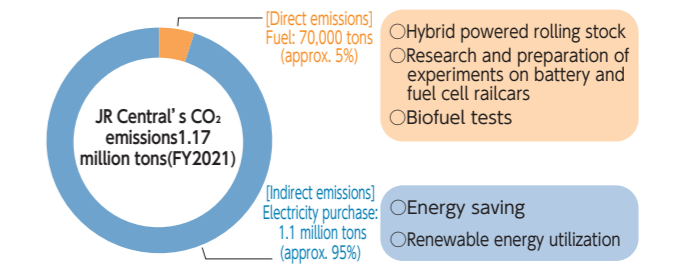 [Direct emissions]
Fuel: 70,000 tons
(approx. 5%)
○Hybrid powered rolling stock
○Research and preparation of
experiments on battery and
fuel cell railcars
○Biofuel tests
JR Central's CO₂
emissions1.17
million tons(FY2021)
[Indirect emissions]
Electricity purchase:
1.1 million tons
(approx. 95%)
○Energy saving
○Renewable energy utilization